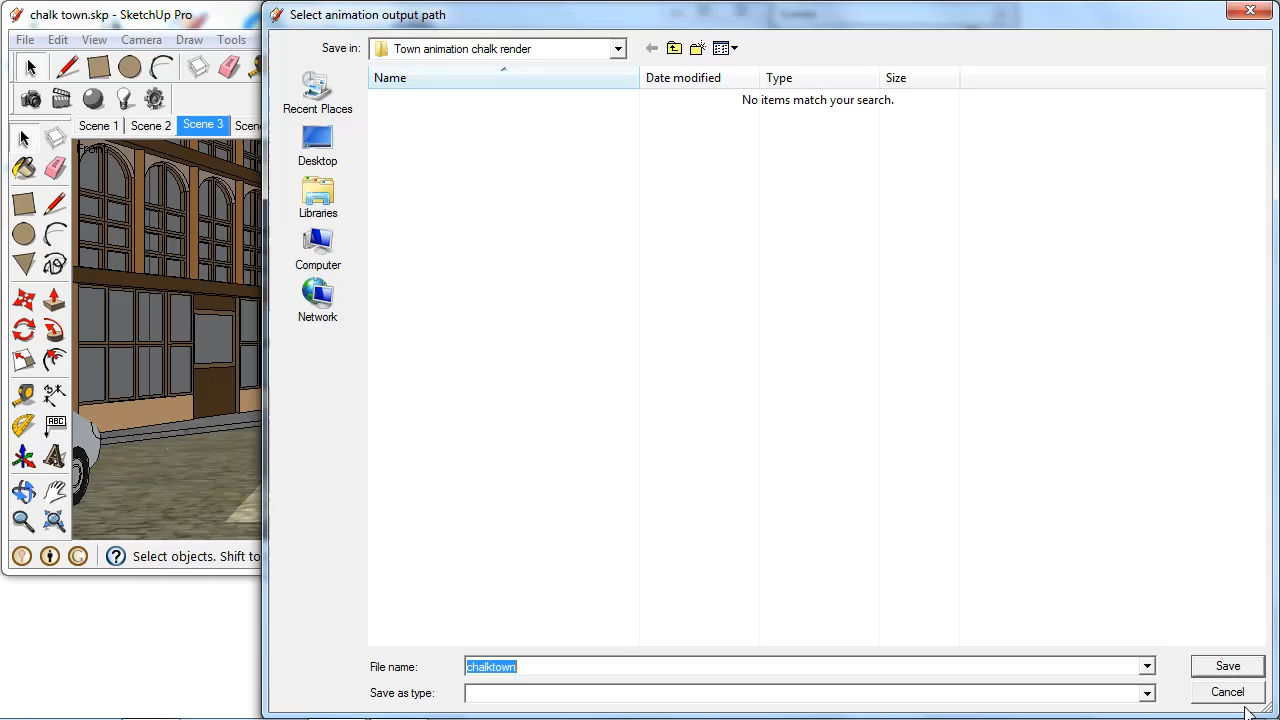 chalk town.skp - SketchUp Pro
File Edit View Camera Draw Tools
Scene 1 Scene 2 Scene 3
ABC
Select objects. Shift to
Select animation output path
Save in: Town animation chalk render
Name Date modified Type Size
No items match your search.
Recent Places
Desktop
Libraries
Computer
Network
File name: chalktown Save
Save as type: Cancel